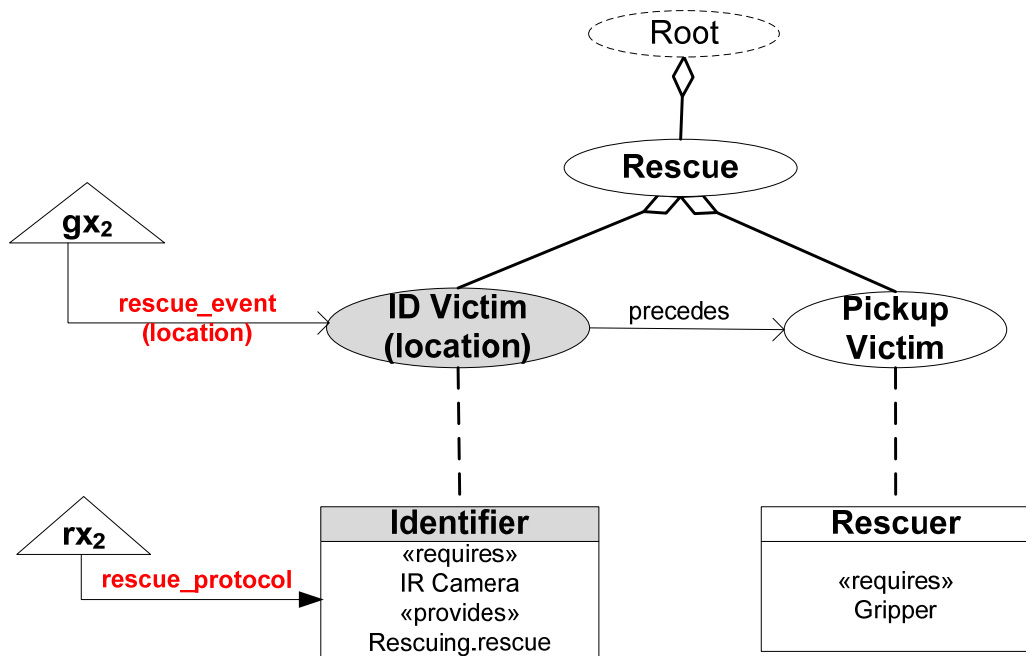 Root
Rescue
gx₂
rescue_event
(location)
ID Victim
(location)
precedes
Pickup
Victim
rx₂
rescue_protocol
Identifier
«requires»
IR Camera
«provides»
Rescuing.rescue
Rescuer
«requires»
Gripper